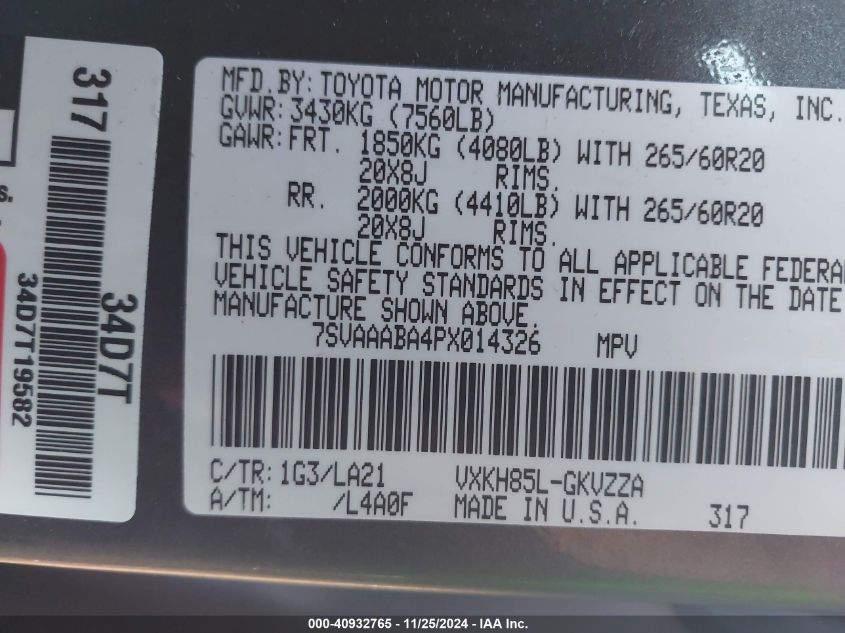 317
34D7T
34D7T19582
s.
MFD.BY: TOYOTA MOTOR MANUFACTURING, TEXAS, INC.
GVWR: 3430KG (7560LB)
GAWR: FRT. 1850KG (4080LB) WITH 265/60R20
20X8J RIMS.
RR. 2000KG (4410LB) WITH 265/60R20
20X8J RIMS.
THIS VEHICLE CONFORMS TO ALL APPLICABLE FEDERAL
VEHICLE SAFETY STANDARDS IN EFFECT ON THE DATE
MANUFACTURE SHOWN ABOVE.
7SVAAABA4PX014326 MPV
C/TR: 1G3/LA21 VXKH85L-GKVZZA
A/TM: /L4A0F MADE IN U.S.A. 317
000-40932765 - 11/25/2024 - IAA Inc.